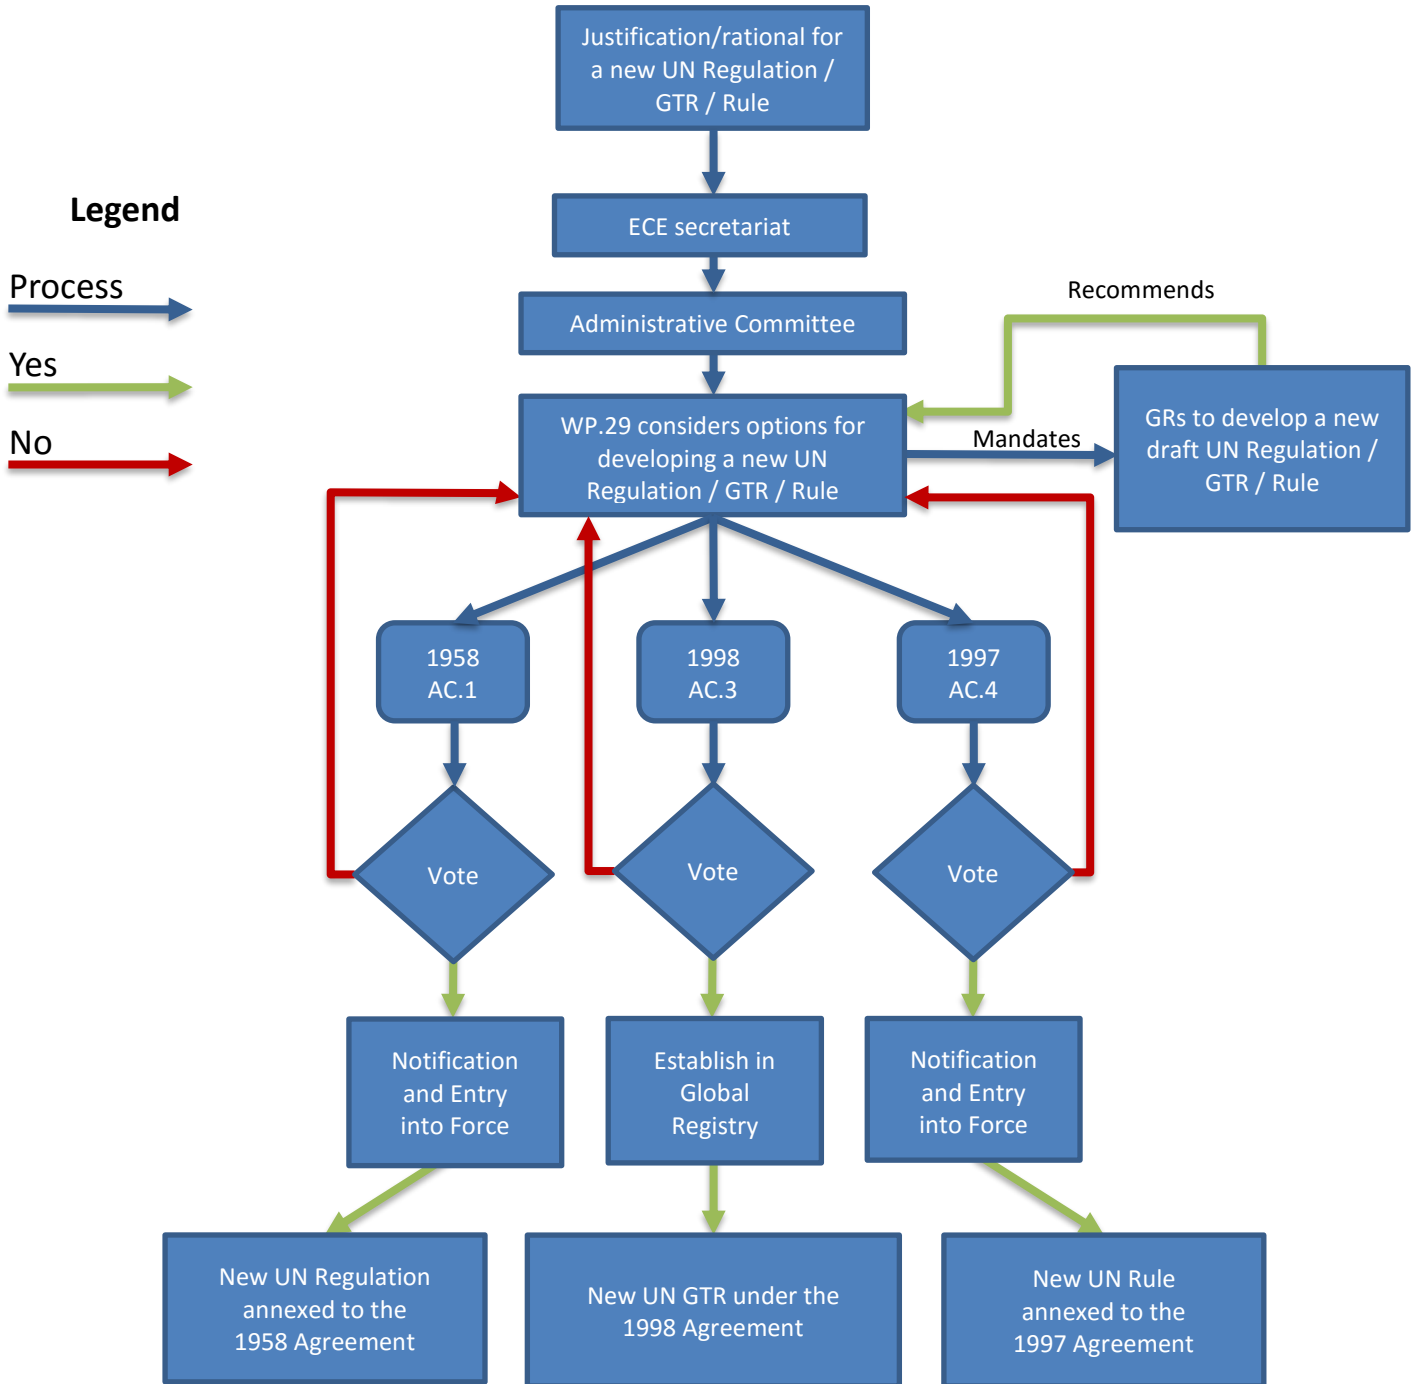 Justification/rational for
a new UN Regulation /
GTR / Rule
Legend
ECE secretariat
Process
Recommends
Administrative Committee
Yes
WP.29 considers options for
developing a new UN
Regulation / GTR / Rule
Mandates
GRs to develop a new
draft UN Regulation /
GTR / Rule
No
1958
AC.1
1998
AC.3
1997
AC.4
Vote
Vote
Vote
Notification
and Entry
into Force
Establish in
Global
Registry
Notification
and Entry
into Force
New UN Regulation
annexed to the
1958 Agreement
New UN GTR under the
1998 Agreement
New UN Rule
annexed to the
1997 Agreement